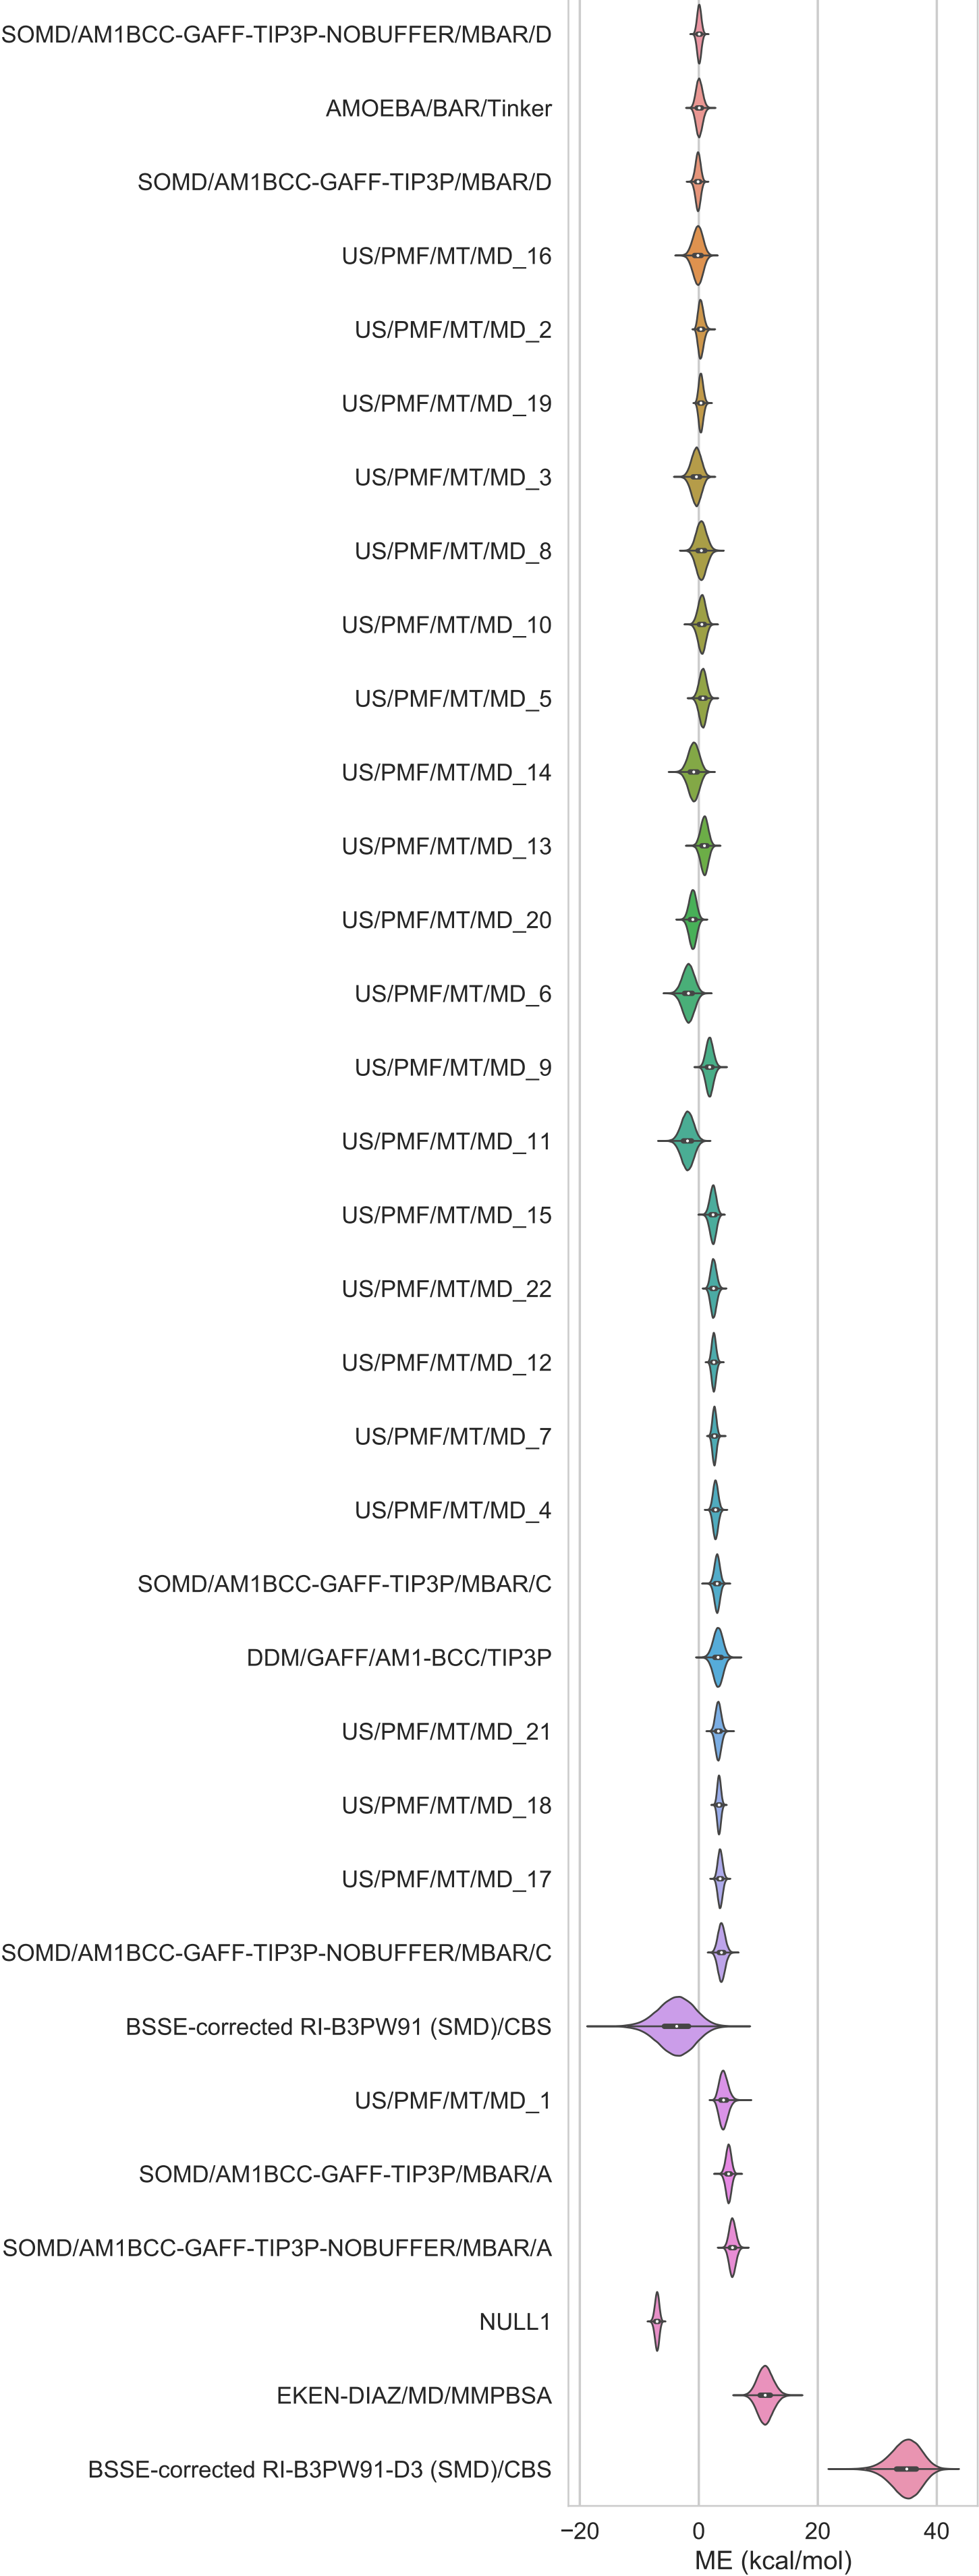 SOMD/AM1BCC-GAFF-TIP3P-NOBUFFER/MBAR/D
AMOEBA/BAR/Tinker
SOMD/AM1BCC-GAFF-TIP3P/MBAR/D
US/PMF/MT/MD_16
US/PMF/MT/MD_2
US/PMF/MT/MD_19
US/PMF/MT/MD_3
US/PMF/MT/MD_8
US/PMF/MT/MD_10
US/PMF/MT/MD_5
US/PMF/MT/MD_14
US/PMF/MT/MD_13
US/PMF/MT/MD_20
US/PMF/MT/MD_6
US/PMF/MT/MD_9
US/PMF/MT/MD_11
US/PMF/MT/MD_15
US/PMF/MT/MD_22
US/PMF/MT/MD_12
US/PMF/MT/MD_7
US/PMF/MT/MD_4
SOMD/AM1BCC-GAFF-TIP3P/MBAR/C
DDM/GAFF/AM1-BCC/TIP3P
US/PMF/MT/MD_21
US/PMF/MT/MD_18
US/PMF/MT/MD_17
SOMD/AM1BCC-GAFF-TIP3P-NOBUFFER/MBAR/C
BSSE-corrected RI-B3PW91 (SMD)/CBS
US/PMF/MT/MD_1
SOMD/AM1BCC-GAFF-TIP3P/MBAR/A
SOMD/AM1BCC-GAFF-TIP3P-NOBUFFER/MBAR/A
NULL1
EKEN-DIAZ/MD/MMPBSA
BSSE-corrected RI-B3PW91-D3 (SMD)/CBS
−20 0 20 40
ME (kcal/mol)